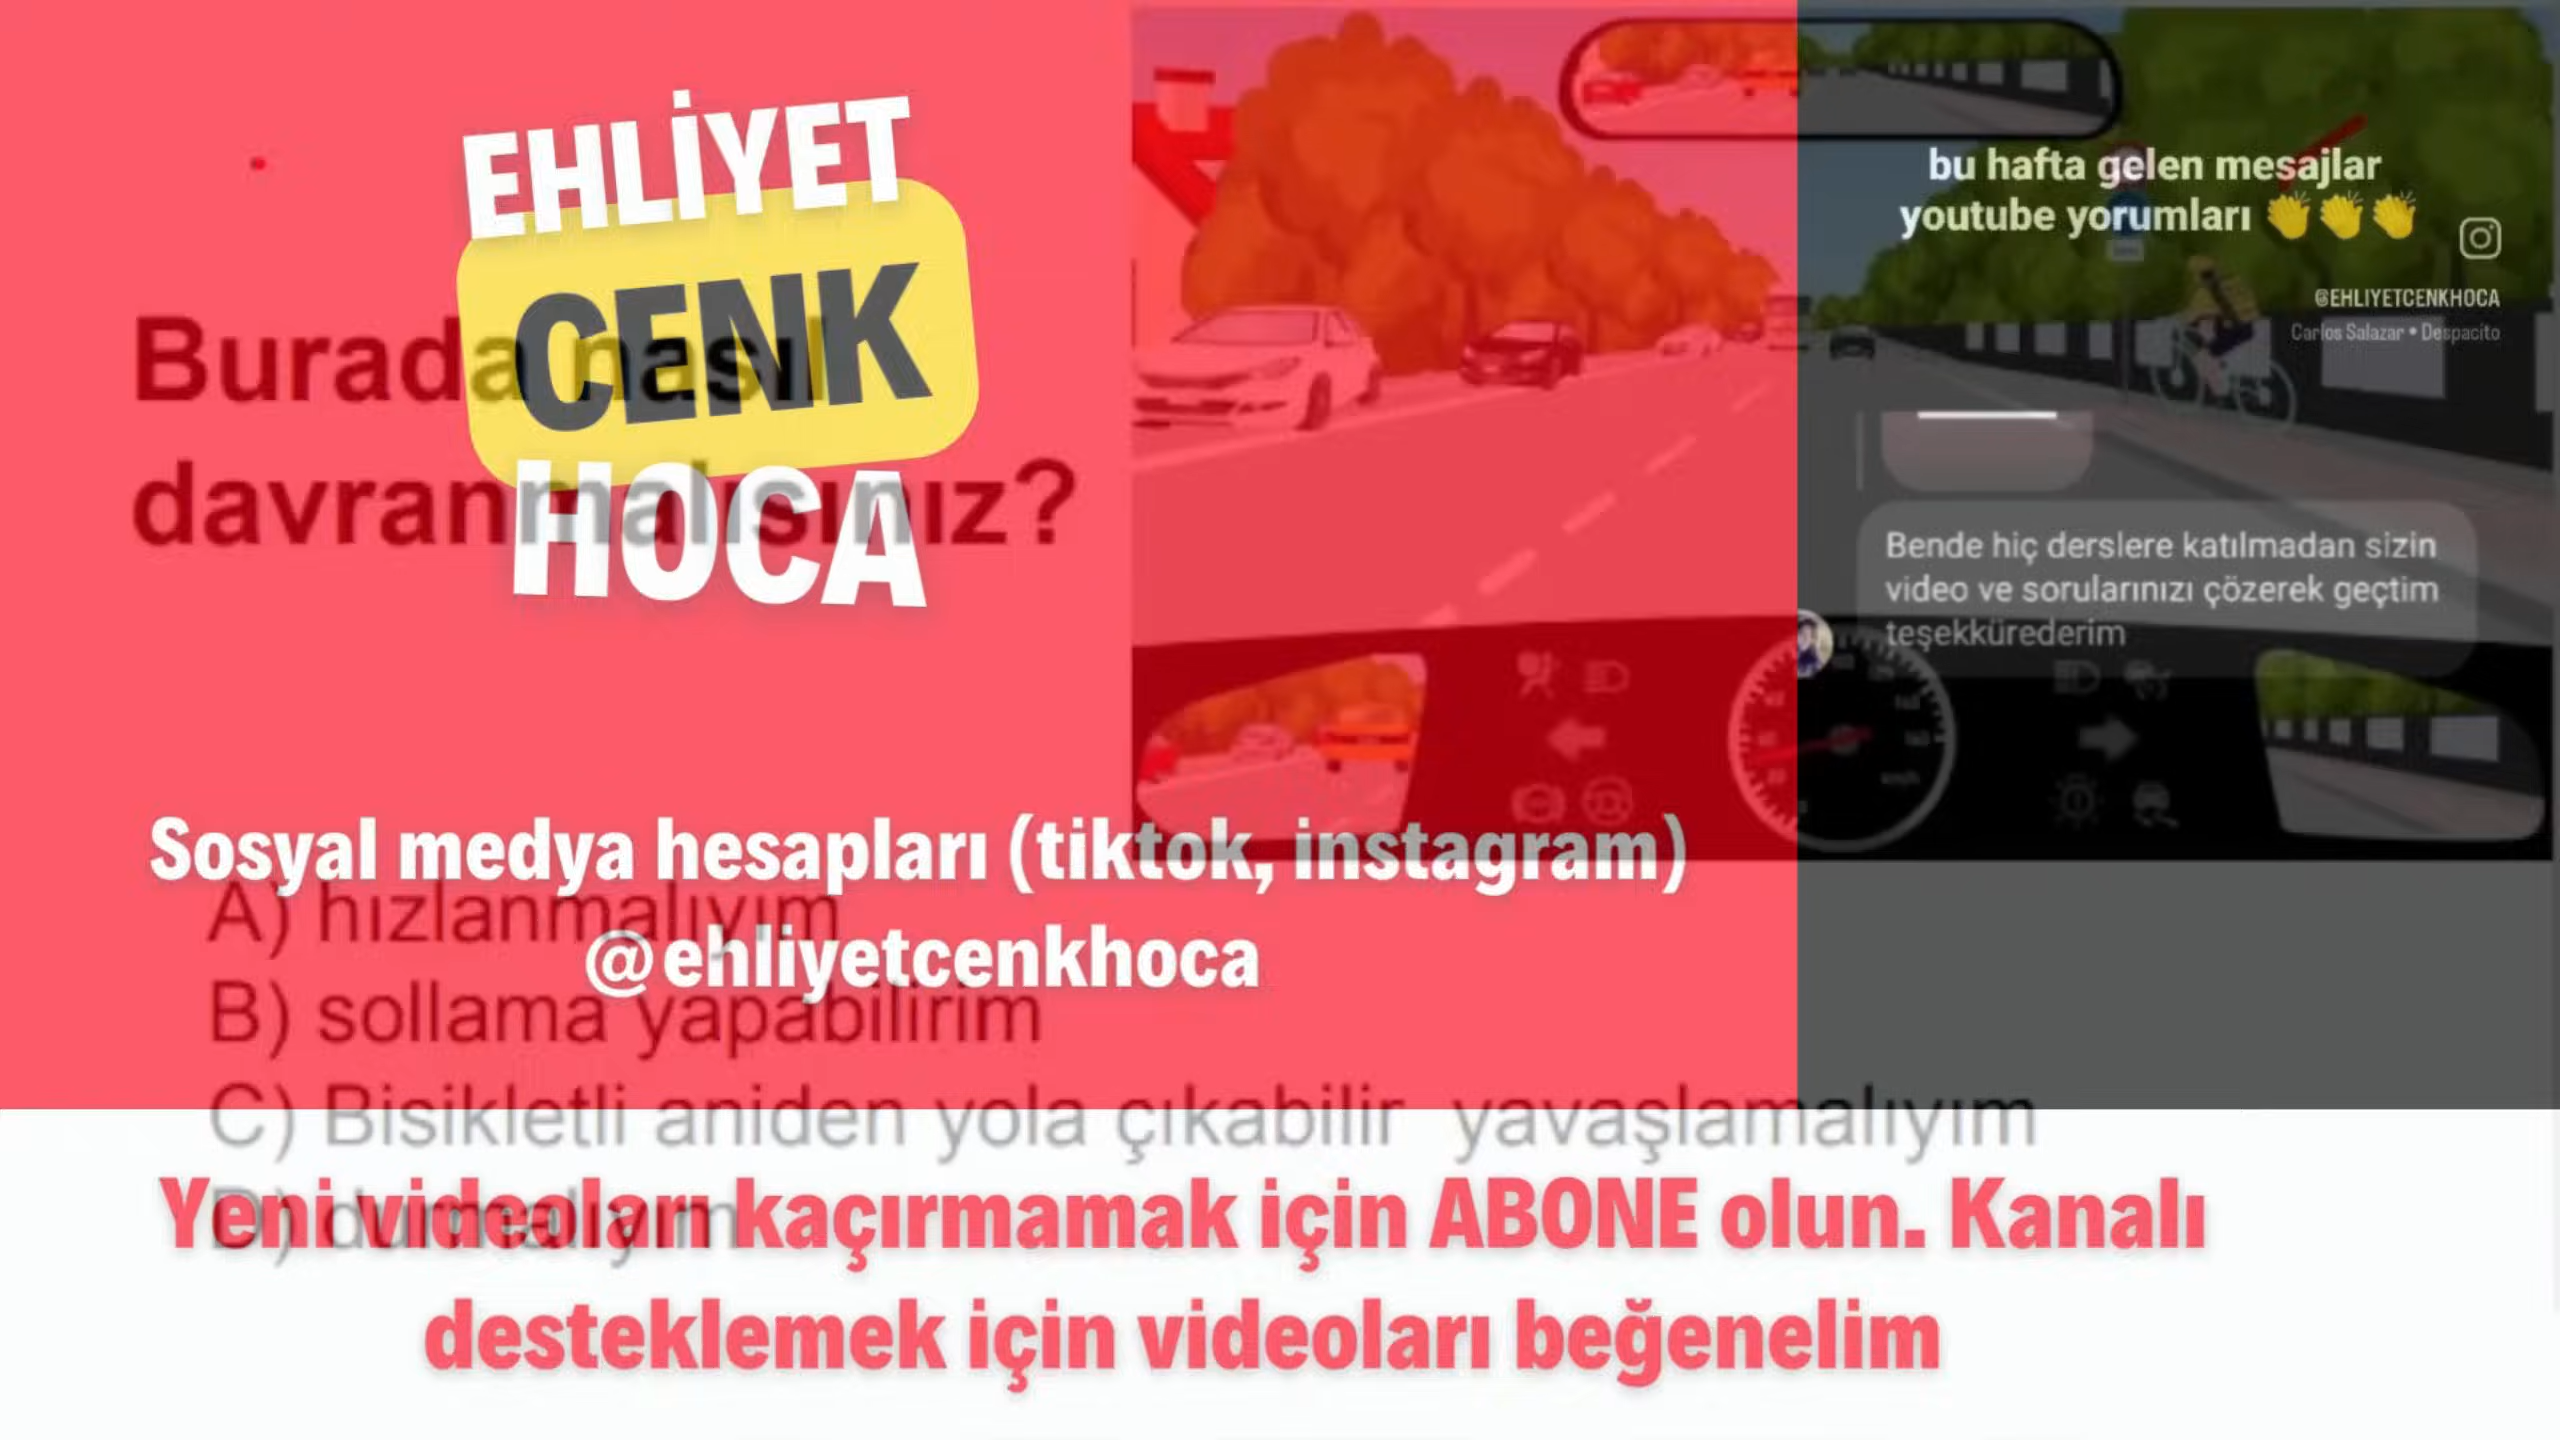 EHLİYET
CENK
HOCA
Burada nasıl
davranmalısınız?
bu hafta gelen mesajlar
youtube yorumları 👏👏👏
@EHLIYETCENKHOCA
Carlos Salazar • Despacito
Bende hiç derslere katılmadan sizin
video ve sorularınızı çözerek geçtim
teşekkürederim
Sosyal medya hesapları (tiktok, instagram)
@ehliyetcenkhoca
A) hızlanmalıyım
B) sollama yapabilirim
C) Bisikletli aniden yola çıkabilir yavaşlamalıyım
D) durmalıyım
Yeni videoları kaçırmamak için ABONE olun. Kanalı
desteklemek için videoları beğenelim